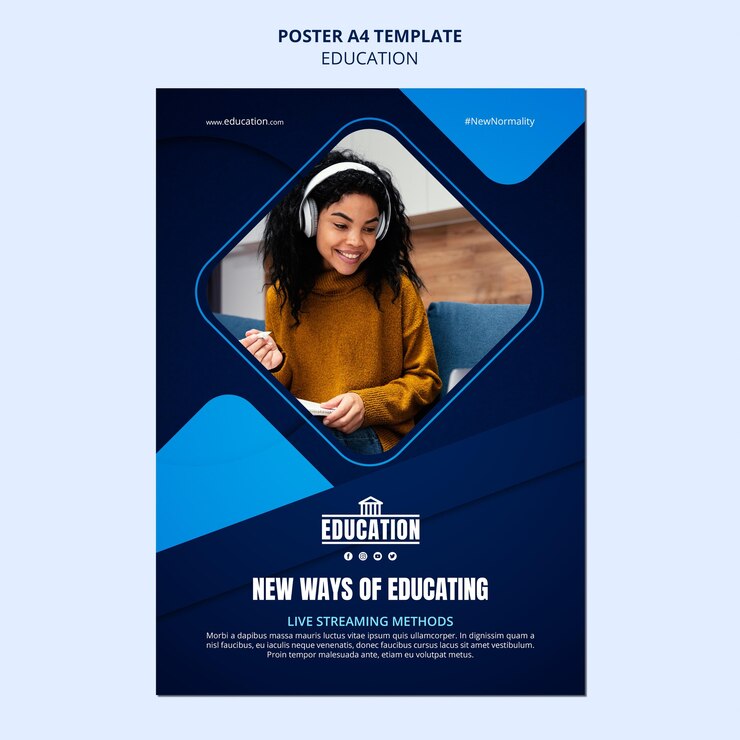 POSTER A4 TEMPLATE
EDUCATION
www.education.com
#NewNormality
EDUCATION
NEW WAYS OF EDUCATING
LIVE STREAMING METHODS
Morbi a dapibus massa mauris luctus vitae ipsum quis ullamcorper. In dignissim quam a
nisl faucibus, eu iaculis neque venenatis, donec faucibus cursus lacus sit amet vestibulum.
Proin tempor malesuada ante, etiam eu volutpat metus.